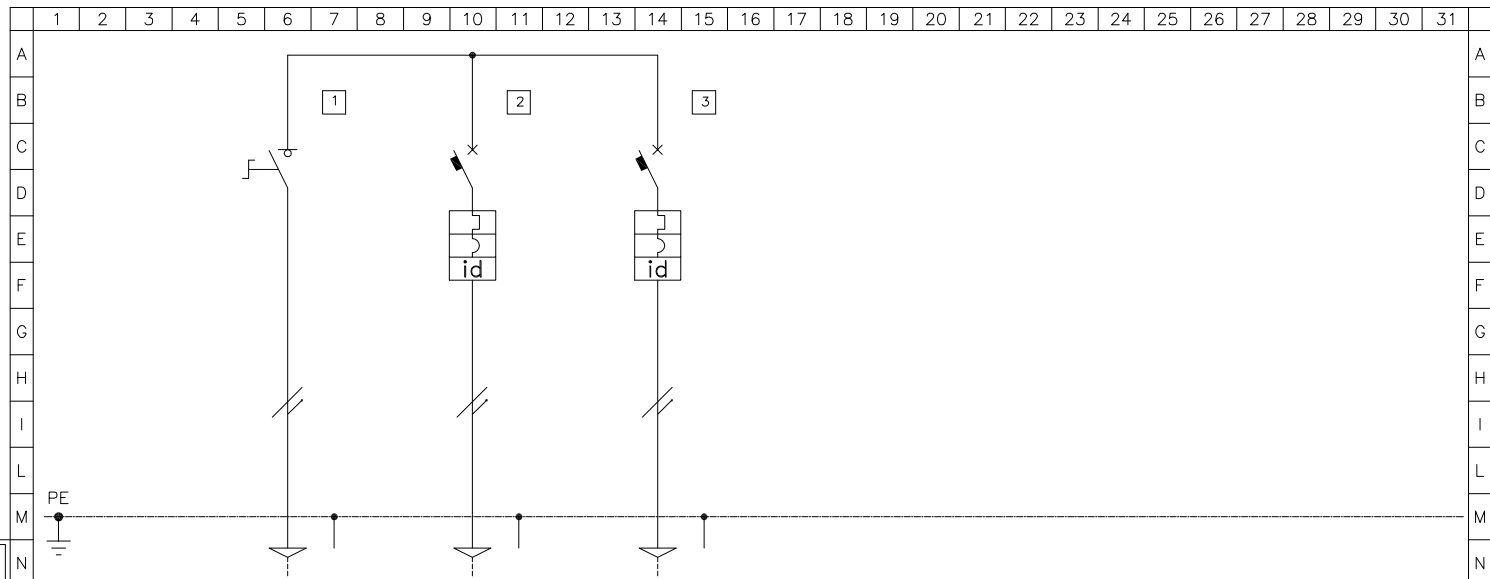 1 2 3 4 5 6 7 8 9 10 11 12 13 14 15 16 17 18 19 20 21 22 23 24 25 26 27 28 29 30 31
A A
B 1 2 3 B
C C
D D
E E
id id
F F
G G
H H
I I
L L
PE
M M
N N